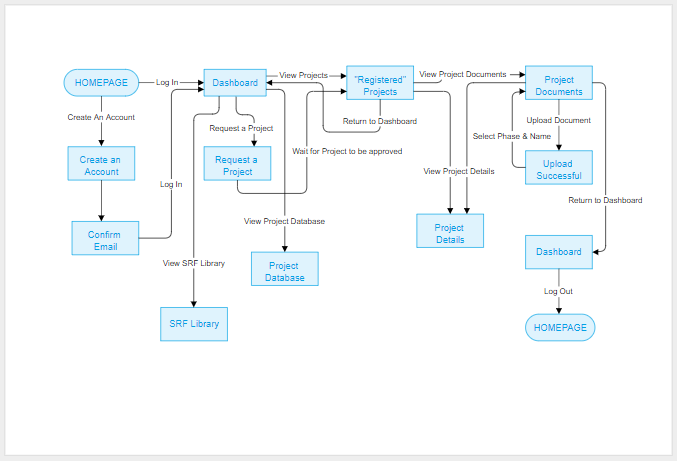 HOMEPAGE
Log In
Dashboard
View Projects
"Registered"
Projects
View Project Documents
Project
Documents
Create An Account
Request a Project
Return to Dashboard
Upload Document
Select Phase & Name
Create an
Account
Request a
Project
Wait for Project to be approved
Upload
Successful
Log In
View Project Details
Return to Dashboard
View Project Database
Confirm
Email
Project
Details
Dashboard
View SRF Library
Project
Database
Log Out
SRF Library
HOMEPAGE